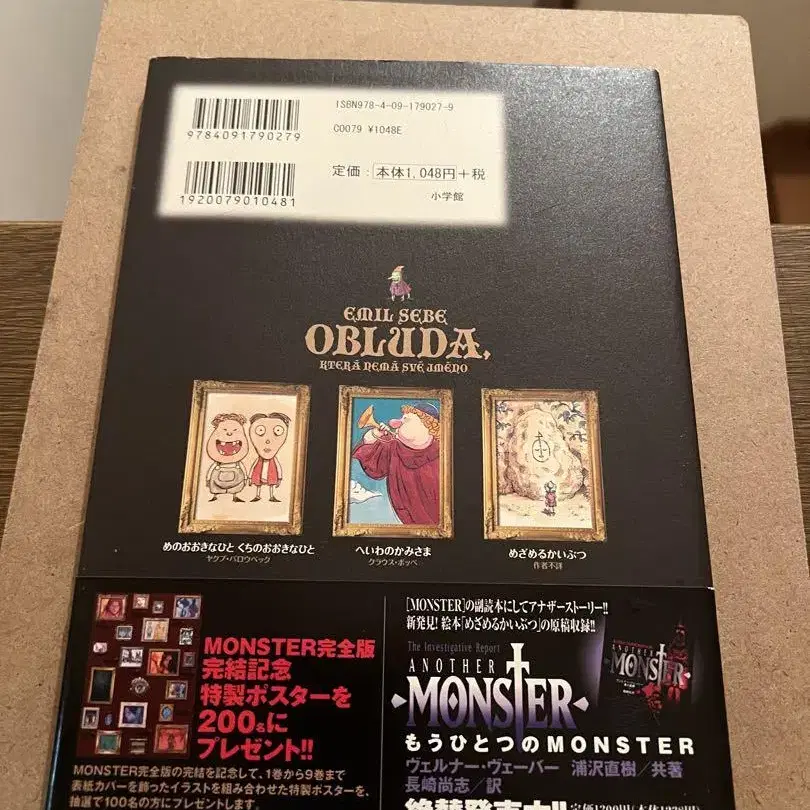 ISBN978-4-09-179027-9
C0079 ¥1048E
9784091790279
定価：本体1,048円＋税
小学館
1920079010481
EMIL SEBE
OBLUDA,
KTERÁ NEMÁ SVÉ JMÉNO
めのおおきなひと くちのおおきなひと
ヤクプ・バロウベック
へいわのかみさま
クラウス・ポッペ
めざめるかいぶつ
作者不詳
MONSTER完全版
完結記念
特製ポスターを
200名に
プレゼント!!
MONSTER完全版の完結を記念して、1巻から9巻まで
表紙カバーを飾ったイラストを組み合わせた特製ポスターを、
抽選で100名の方にプレゼントします。
[MONSTER]の副読本にしてアナザーストーリー!!
新発見! 絵本「めざめるかいぶつ」の原稿収録!!
The Investigative Report
ANOTHER
MONSTER
もうひとつのMONSTER
ヴェルナー・ヴェーバー 浦沢直樹／共著
長崎尚志／訳
ANOTHER
MONSTER
絶賛発売中!!